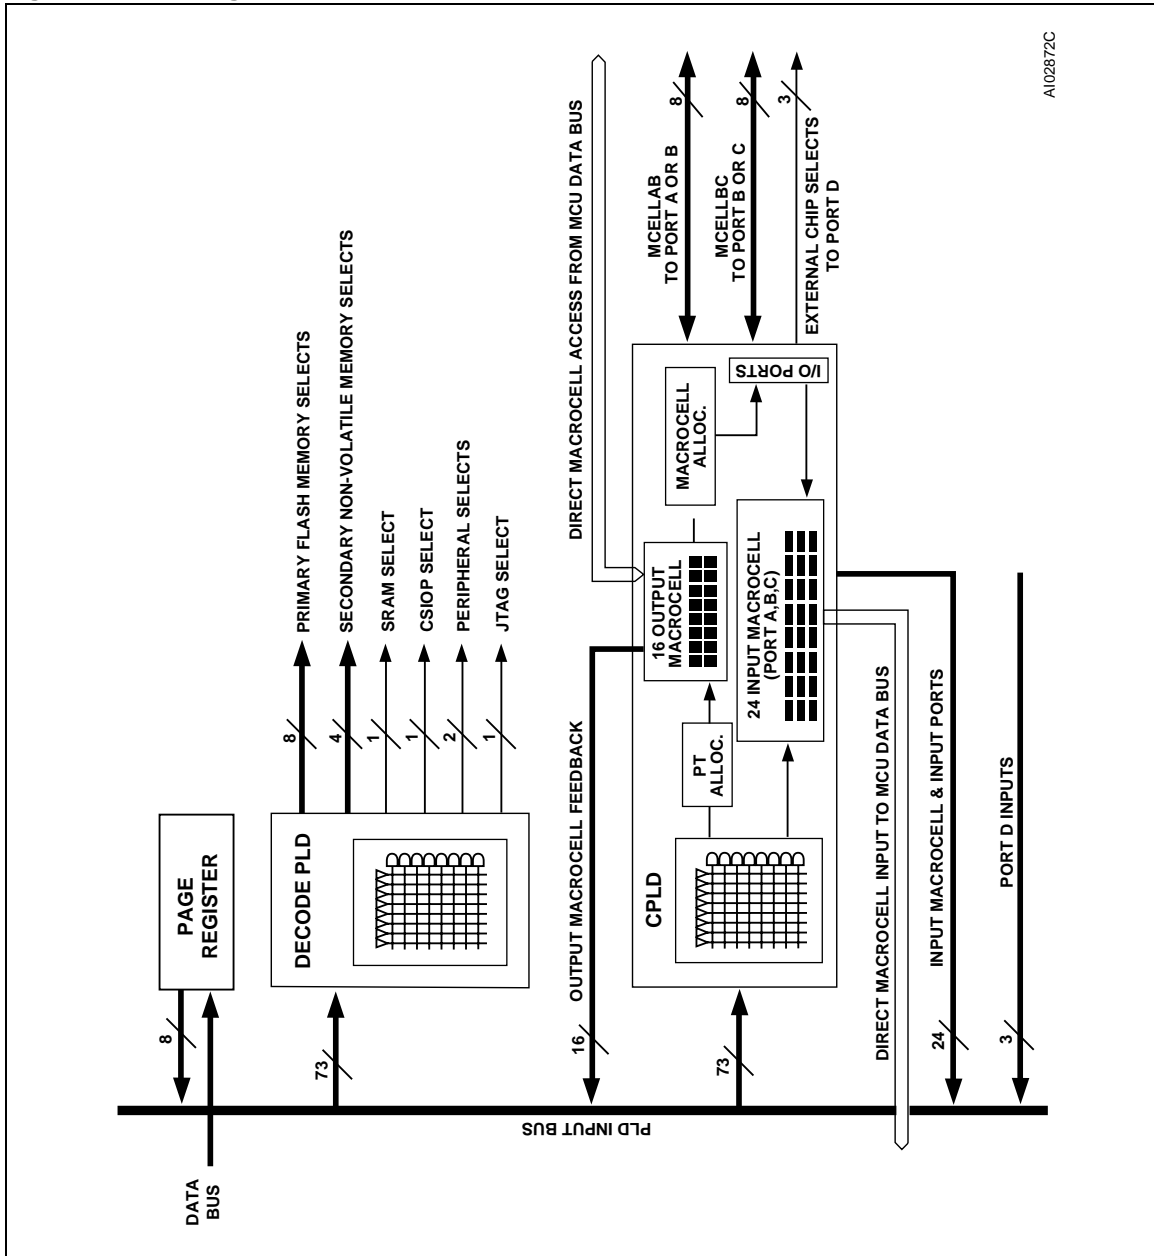 DATA
BUS
8
PAGE
REGISTER
73
DECODE PLD
8
PRIMARY FLASH MEMORY SELECTS
4
SECONDARY NON-VOLATILE MEMORY SELECTS
1
SRAM SELECT
1
CSIOP SELECT
2
PERIPHERAL SELECTS
1
JTAG SELECT
PLD INPUT BUS
16
OUTPUT MACROCELL FEEDBACK
DIRECT MACROCELL ACCESS FROM MCU DATA BUS
73
CPLD
PT
ALLOC.
16 OUTPUT
MACROCELL
MACROCELL
ALLOC.
I/O PORTS
24 INPUT MACROCELL
(PORT A,B,C)
MCELLAB
TO PORT A OR B
8
MCELLBC
TO PORT B OR C
8
EXTERNAL CHIP SELECTS
TO PORT D
3
DIRECT MACROCELL INPUT TO MCU DATA BUS
24
INPUT MACROCELL & INPUT PORTS
3
PORT D INPUTS
AI02872C